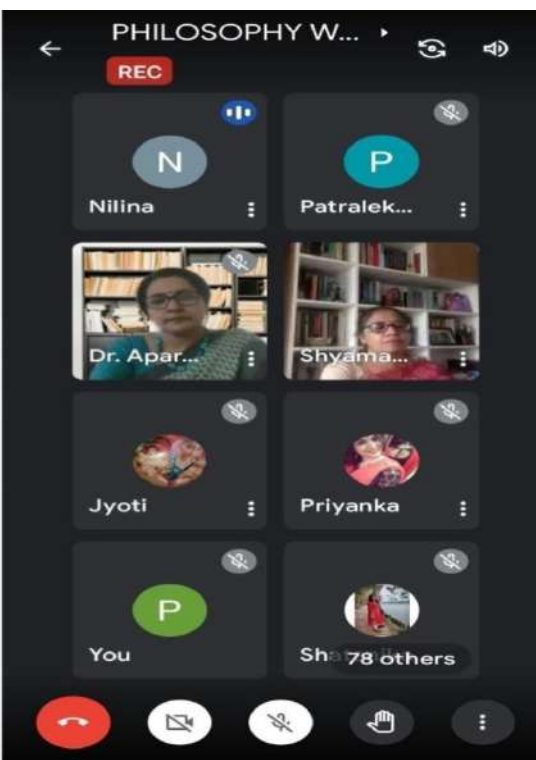 PHILOSOPHY W...
REC
N
Nilina
P
Patralek...
Dr. Apar...
Shyama...
Jyoti
Priyanka
P
You
78 others